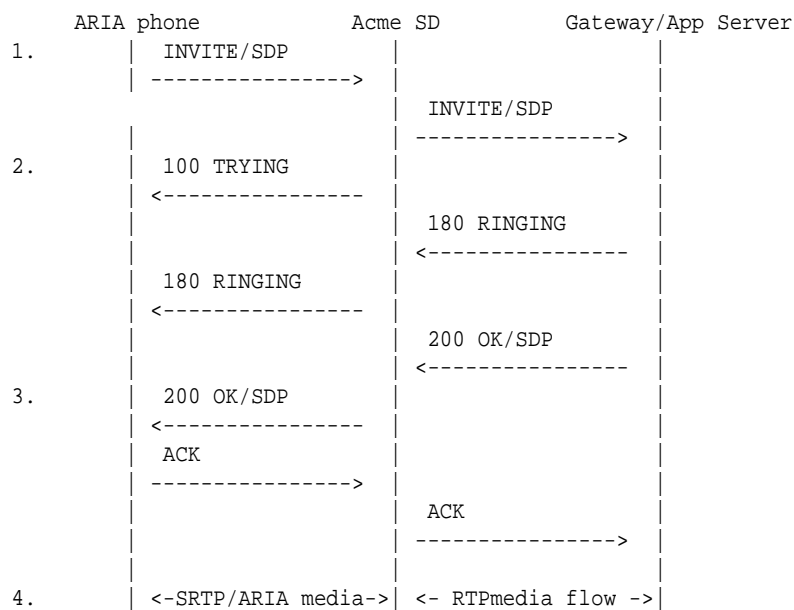 ARIA phone Acme SD Gateway/App Server
1. | INVITE/SDP | |
| ----------------> | |
| INVITE/SDP |
| | ----------------> |
2. | 100 TRYING | |
| <---------------- | |
| | 180 RINGING |
| | <---------------- |
| 180 RINGING | |
| <---------------- | |
| | 200 OK/SDP |
| | <---------------- |
3. | 200 OK/SDP | |
| <---------------- | |
| ACK | |
| ----------------> | |
| | ACK |
| | ----------------> |
| | |
4. | <-SRTP/ARIA media->| <- RTPmedia flow ->|